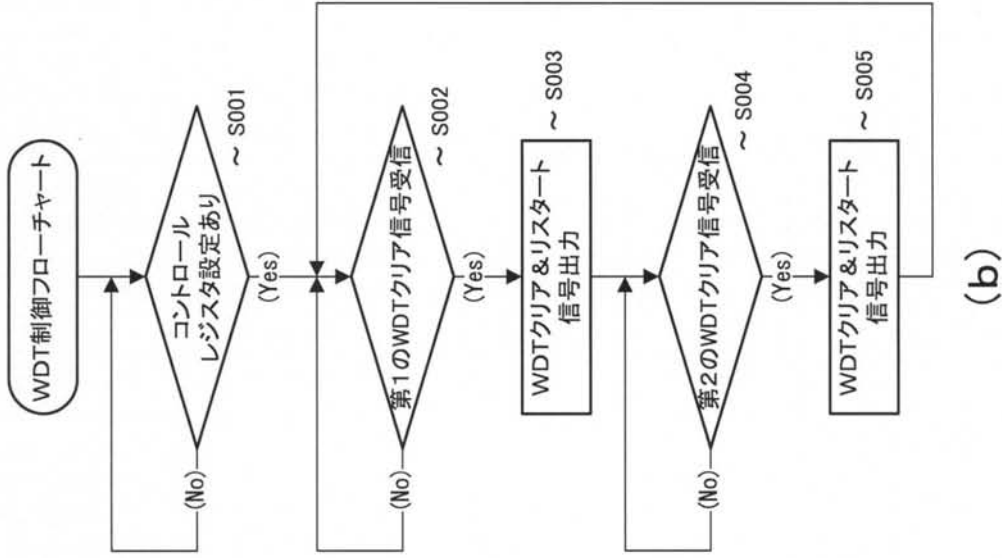 WDT制御フローチャート
コントロール
レジスタ設定あり
~ S001
(No)
(Yes)
第1のWDTクリア信号受信
~ S002
(No)
(Yes)
WDTクリア&リスタート
信号出力
~ S003
第2のWDTクリア信号受信
~ S004
(No)
(Yes)
WDTクリア&リスタート
信号出力
~ S005
(b)